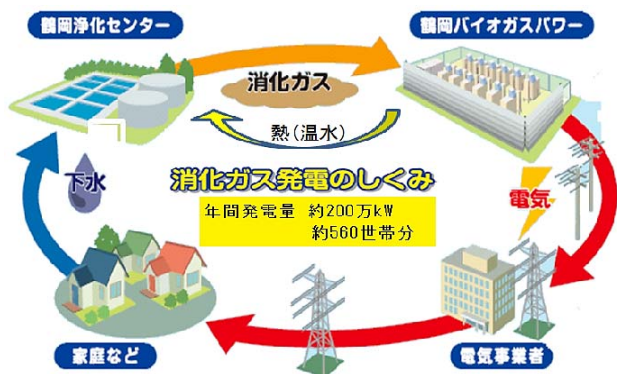 鶴岡浄化センター
鶴岡バイオガスパワー
消化ガス
熱（温水）
下水
消化ガス発電のしくみ
電気
年間発電量 約200万kW
約560世帯分
家庭など
電気事業者